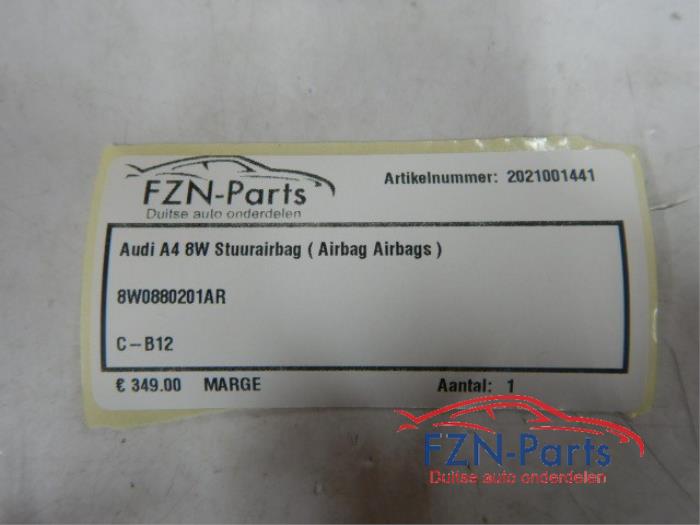 FZN-Parts
Duitse auto onderdelen
Artikelnummer: 2021001441
Audi A4 8W Stuurairbag ( Airbag Airbags )
8W0880201AR
C-B12
€ 349.00 MARGE Aantal: 1
FZN-Parts
Duitse auto onderdelen